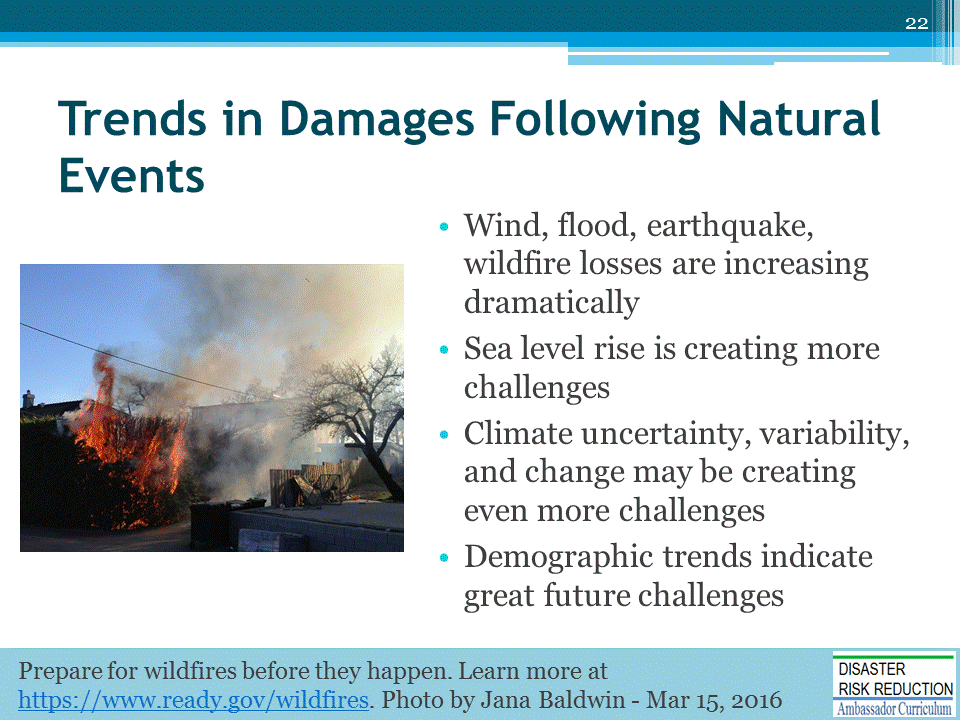 22
Trends in Damages Following Natural
Events
• Wind, flood, earthquake,
wildfire losses are increasing
dramatically
• Sea level rise is creating more
challenges
• Climate uncertainty, variability,
and change may be creating
even more challenges
• Demographic trends indicate
great future challenges
Prepare for wildfires before they happen. Learn more at
https://www.ready.gov/wildfires. Photo by Jana Baldwin - Mar 15, 2016
DISASTER
RISK REDUCTION
Ambassador Curriculum